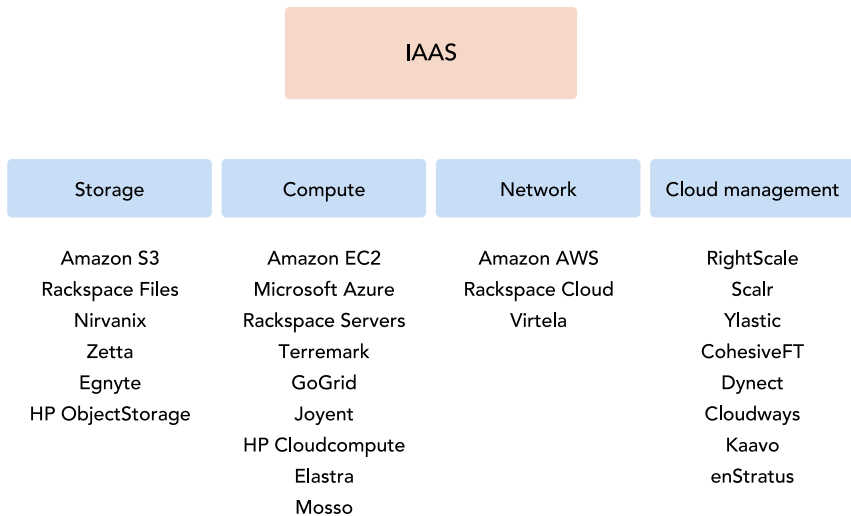 IAAS
Storage
Amazon S3
Rackspace Files
Nirvanix
Zetta
Egnyte
HP ObjectStorage
Compute
Amazon EC2
Microsoft Azure
Rackspace Servers
Terremark
GoGrid
Joyent
HP Cloudcompute
Elastra
Mosso
Network
Amazon AWS
Rackspace Cloud
Virtela
Cloud management
RightScale
Scalr
Ylastic
CohesiveFT
Dynect
Cloudways
Kaavo
enStratus